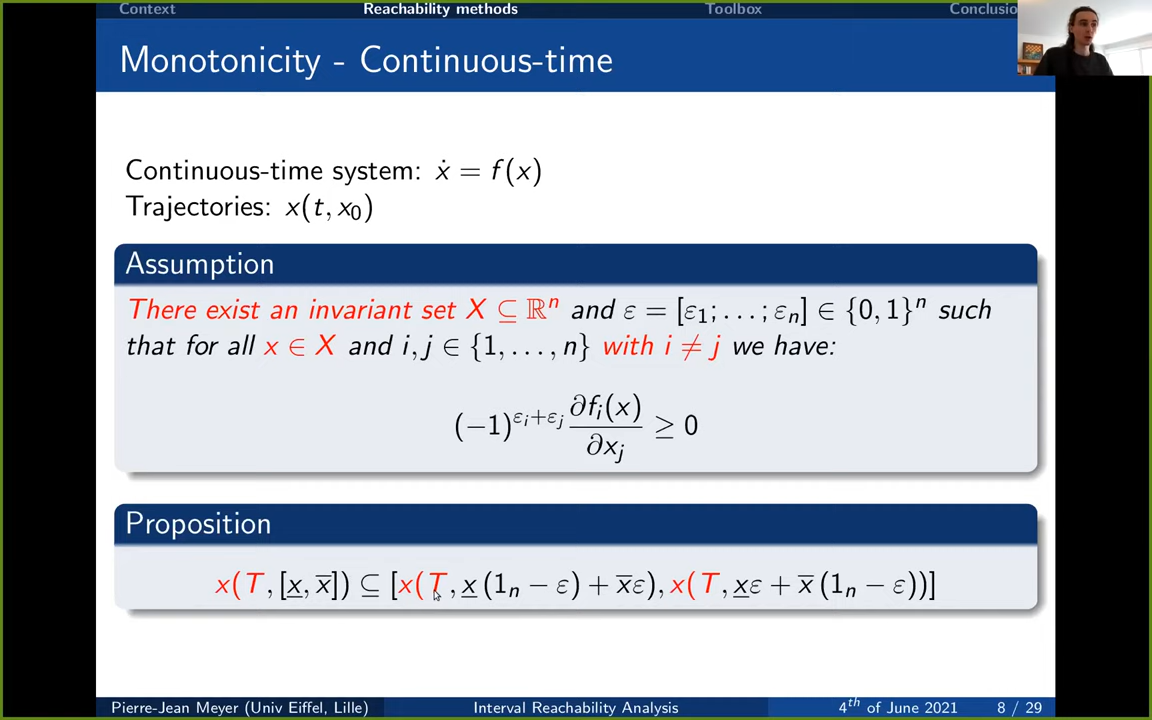 Context Reachability methods Toolbox Conclusio
Monotonicity - Continuous-time
Continuous-time system: ẋ = f(x)
Trajectories: x(t, x₀)
Assumption
There exist an invariant set X ⊆ ℝⁿ and ε = [ε₁; . . . ; εₙ] ∈ {0, 1}ⁿ such
that for all x ∈ X and i, j ∈ {1, . . . , n} with i ≠ j we have:
(−1)^{εᵢ+εⱼ} ∂fᵢ(x)/∂xⱼ ≥ 0
Proposition
x(T, [x̲, x̅]) ⊆ [x(T, x̲(1ₙ − ε) + x̅ε), x(T, x̲ε + x̅(1ₙ − ε))]
Pierre-Jean Meyer (Univ Eiffel, Lille) Interval Reachability Analysis 4th of June 2021 8 / 29